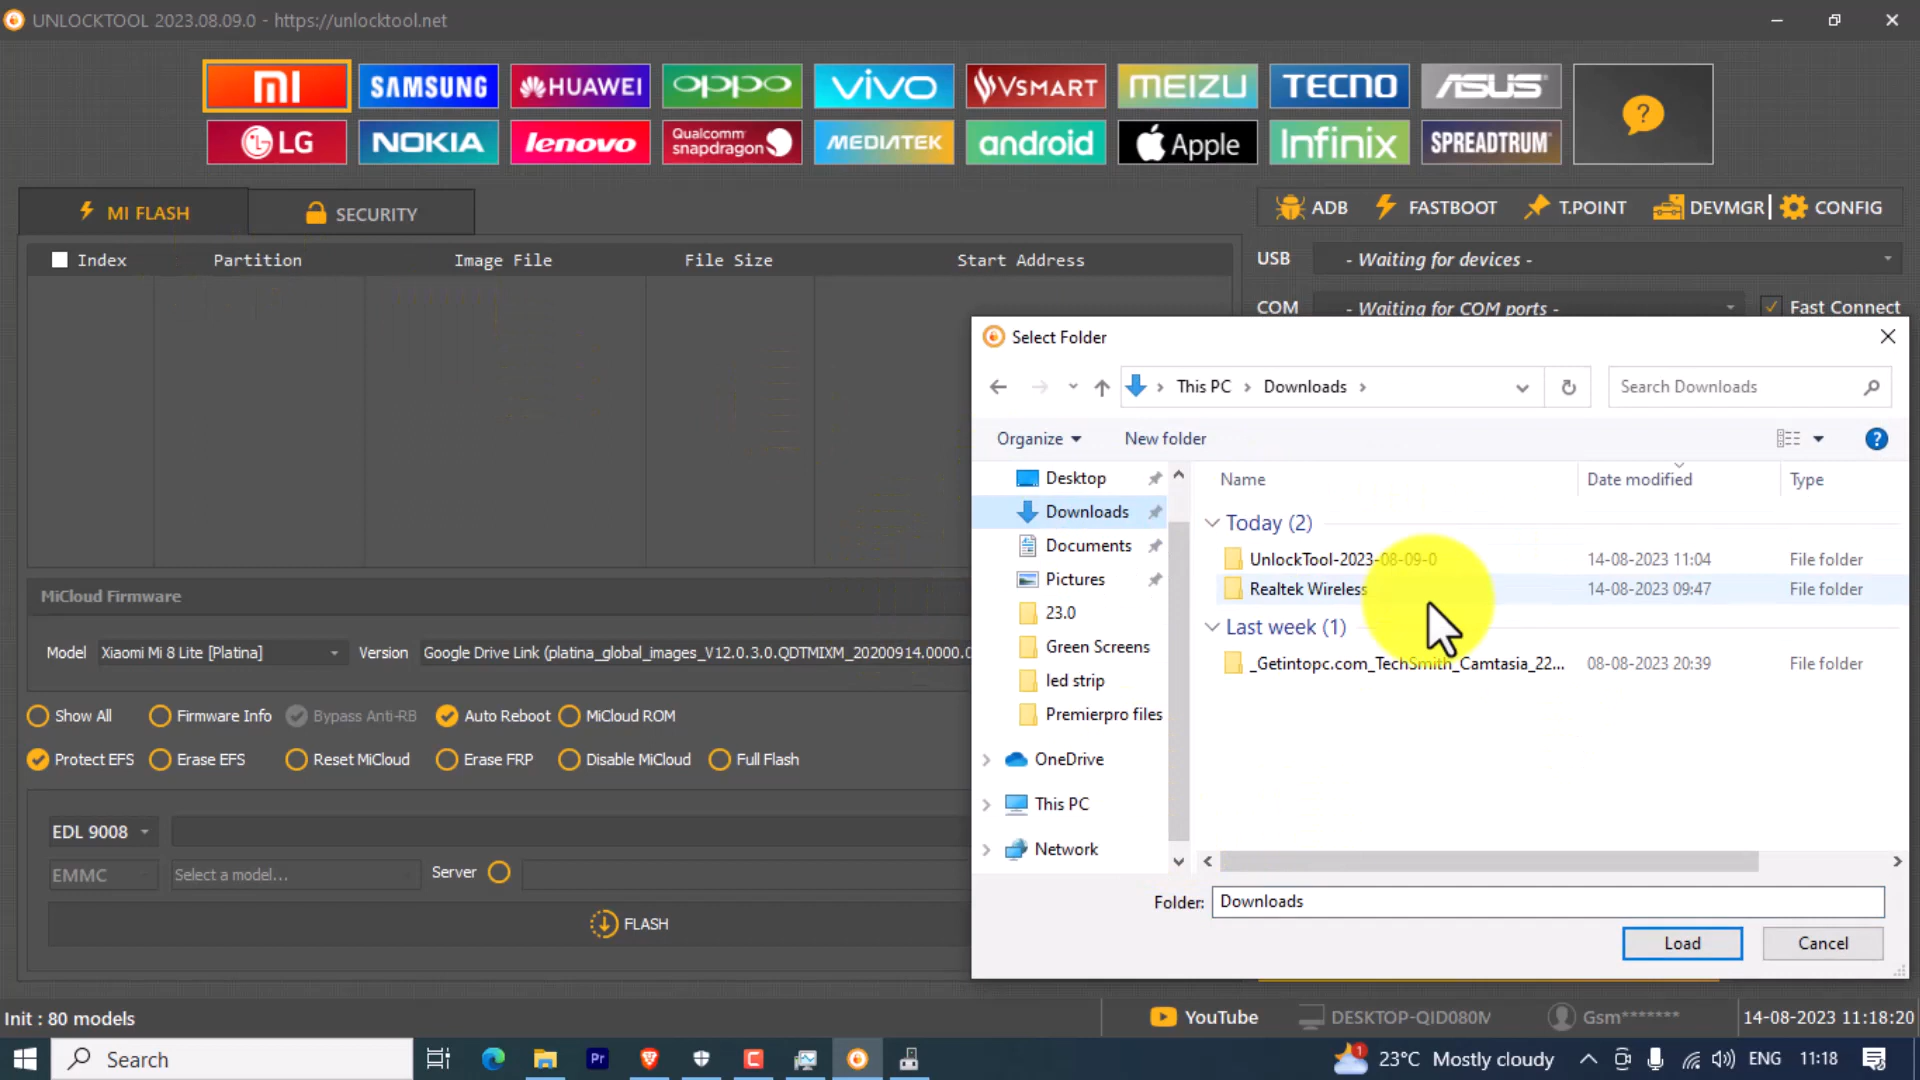 UNLOCKTOOL 2023.08.09.0 - https://unlocktool.net
MI SAMSUNG HUAWEI oppo vivo VSMART MEIZU TECNO ASUS ?
LG NOKIA lenovo Qualcomm snapdragon MEDIATEK android Apple Infinix SPREADTRUM
MI FLASH SECURITY
ADB FASTBOOT T.POINT DEVMGR CONFIG
Index Partition Image File File Size Start Address
USB - Waiting for devices -
COM - Waiting for COM ports - Fast Connect
Select Folder
This PC > Downloads > Search Downloads
Organize New folder ?
Name Date modified Type
Desktop
Downloads
Documents
Pictures
23.0
Green Screens
led strip
Premierpro files
OneDrive
This PC
Network
Today (2)
UnlockTool-2023-08-09-0 14-08-2023 11:04 File folder
Realtek Wireless 14-08-2023 09:47 File folder
Last week (1)
_Getintopc.com_TechSmith_Camtasia_22... 08-08-2023 20:39 File folder
Folder: Downloads
Load Cancel
MiCloud Firmware
Model Xiaomi Mi 8 Lite [Platina] Version Google Drive Link (platina_global_images_V12.0.3.0.QDTMIXM_20200914.0000.0
Show All Firmware Info Bypass Anti-RB Auto Reboot MiCloud ROM
Protect EFS Erase EFS Reset MiCloud Erase FRP Disable MiCloud Full Flash
EDL 9008
EMMC Select a model... Server
FLASH
Init : 80 models YouTube DESKTOP-QID080M Gsm******* 14-08-2023 11:18:20
Search Pr C 1 23°C Mostly cloudy ENG 11:18